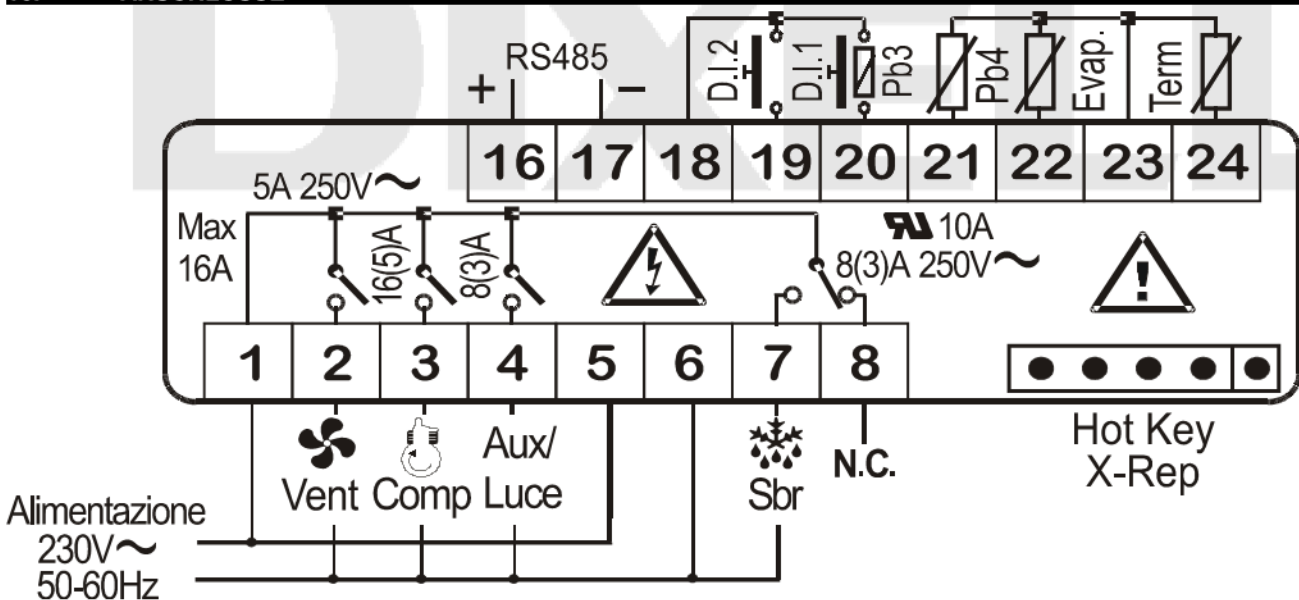 DIXELL
RS485
+ −
D.I.2
D.I.1
Pb3
Pb4
Evap.
Term
16 17 18 19 20 21 22 23 24
5A 250V~
Max
16A
16(5)A
8(3)A
10A
8(3)A 250V~
1 2 3 4 5 6 7 8
Vent
Comp
Aux/
Luce
Sbr
N.C.
Hot Key
X-Rep
Alimentazione
230V~
50-60Hz